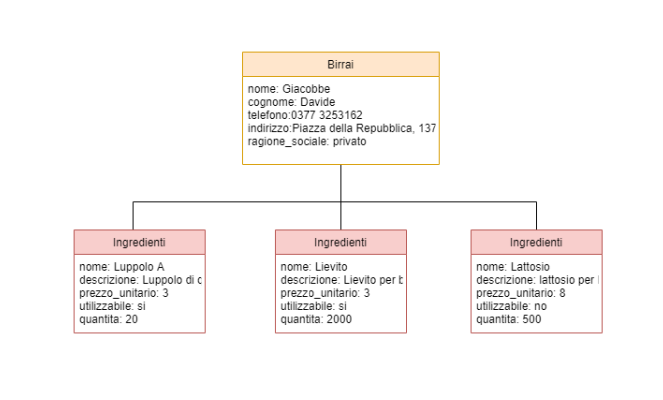 Birrai
nome: Giacobbe
cognome: Davide
telefono:0377 3253162
indirizzo:Piazza della Repubblica, 137
ragione_sociale: privato
Ingredienti
nome: Luppolo A
descrizione: Luppolo di
prezzo_unitario: 3
utilizzabile: si
quantita: 20
Ingredienti
nome: Lievito
descrizione: Lievito per
prezzo_unitario: 3
utilizzabile: si
quantita: 2000
Ingredienti
nome: Lattosio
descrizione: lattosio per
prezzo_unitario: 8
utilizzabile: no
quantita: 500